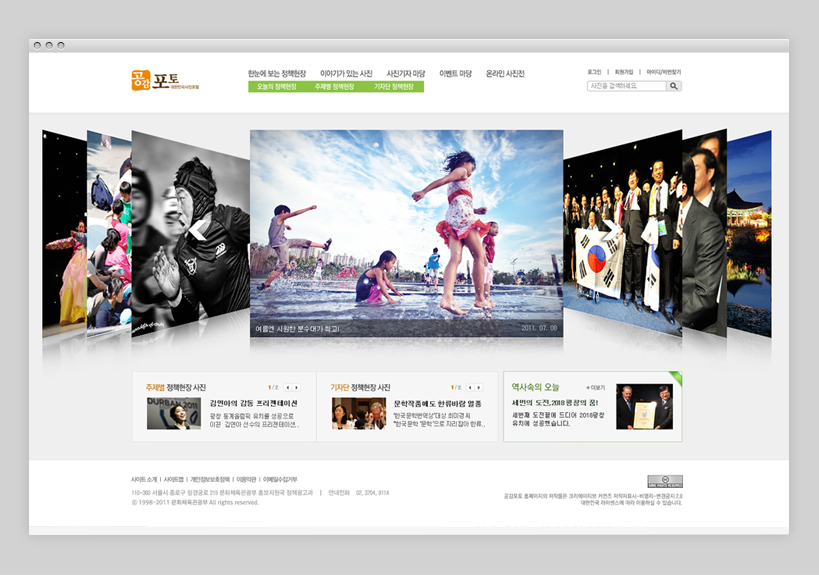 공감 포토
대한민국사진포털
한눈에 보는 정책현장 이야기가 있는 사진 사진기자 마당 이벤트 마당 온라인 사진전
오늘의 정책현장 주제별 정책현장 기자단 정책현장
로그인 | 회원가입 | 아이디/비번찾기
사진을 검색하세요.
여름엔 시원한 분수대가 최고!
2011. 07. 00
주제별 정책현장 사진 1 / 2
DURBAN 2011
김연아의 감동 프리젠테이션
평창 동계올림픽 유치를 성공으로
이끈 김연아 선수의 프리젠테이션..
기자단 정책현장 사진 1 / 2
문학작품에도 한류바람 열풍
"한국문학번역상"대상 최미경 씨
"한국문학 '문학'으로 자리잡아 한류..
역사속의 오늘 + 더보기
세번의 도전,2018평창의 꿈!
세번째 도전끝에 드디어 2018평창
유치에 성공했습니다.
사이트 소개 | 사이트맵 | 개인정보보호정책 | 이용약관 | 이메일수집거부
110-360 서울시 종로구 창경궁로 215 문화체육관광부 홍보지원국 정책광고과 | 안내전화 02. 3704, 9114
© 1998-2011 문화체육관광부 All rights reserved.
공감포토 홈페이지의 저작물은 크리에이티브 커먼즈 저작자표시-비영리-변경금지 2.0
대한민국 라이센스에 따라 이용하실 수 있습니다.